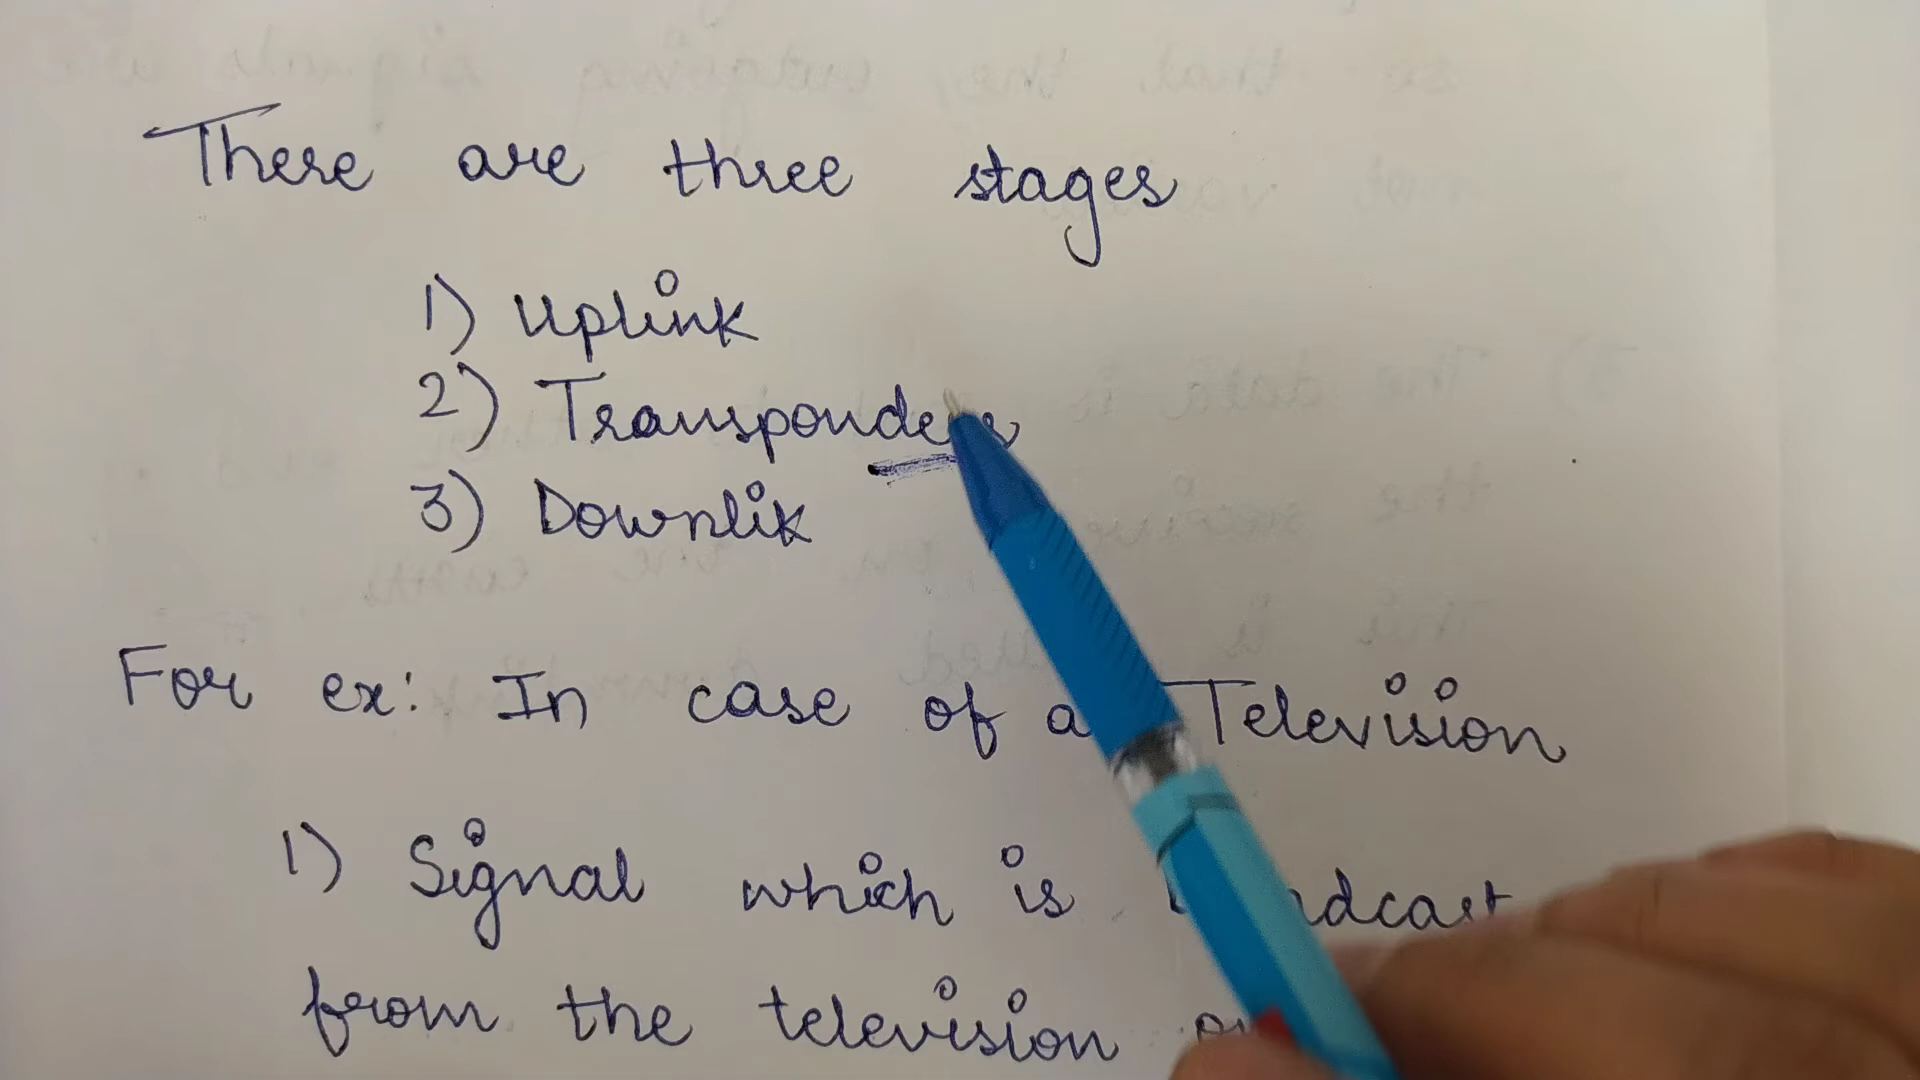 There are three stages
1) Uplink
2) Transponder
3) Downlik
For ex: In case of a Television
1) Signal which is
from the television